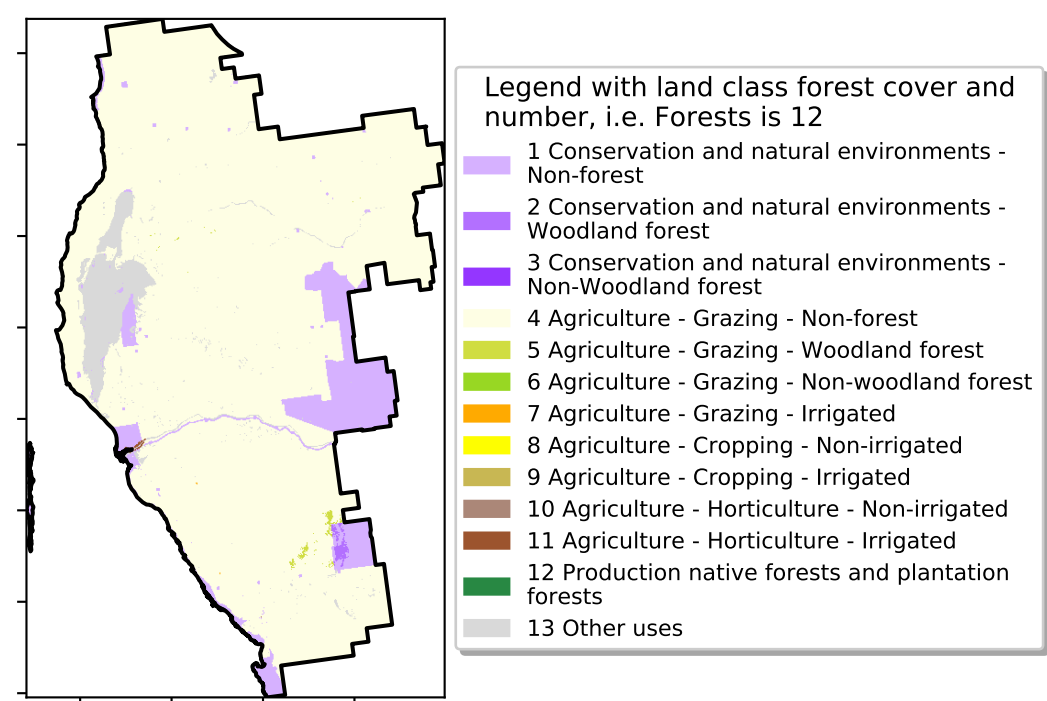 Legend with land class forest cover and
number, i.e. Forests is 12
1 Conservation and natural environments -
Non-forest
2 Conservation and natural environments -
Woodland forest
3 Conservation and natural environments -
Non-Woodland forest
4 Agriculture - Grazing - Non-forest
5 Agriculture - Grazing - Woodland forest
6 Agriculture - Grazing - Non-woodland forest
7 Agriculture - Grazing - Irrigated
8 Agriculture - Cropping - Non-irrigated
9 Agriculture - Cropping - Irrigated
10 Agriculture - Horticulture - Non-irrigated
11 Agriculture - Horticulture - Irrigated
12 Production native forests and plantation
forests
13 Other uses